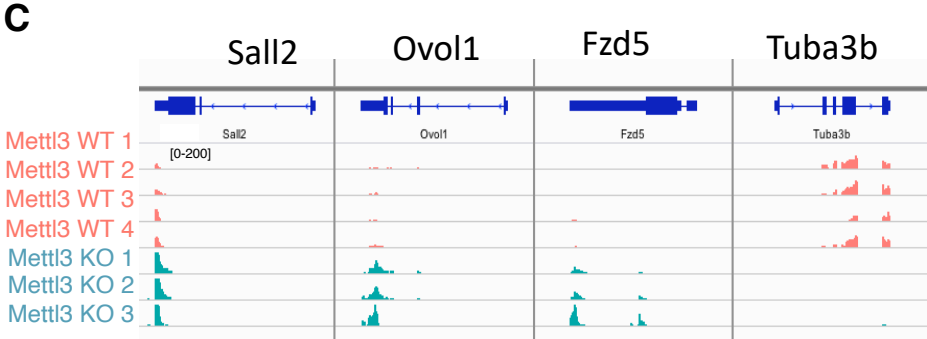 C
Sall2 Ovol1 Fzd5 Tuba3b
Sall2 Ovol1 Fzd5 Tuba3b
Mettl3 WT 1
[0-200]
Mettl3 WT 2
Mettl3 WT 3
Mettl3 WT 4
Mettl3 KO 1
Mettl3 KO 2
Mettl3 KO 3